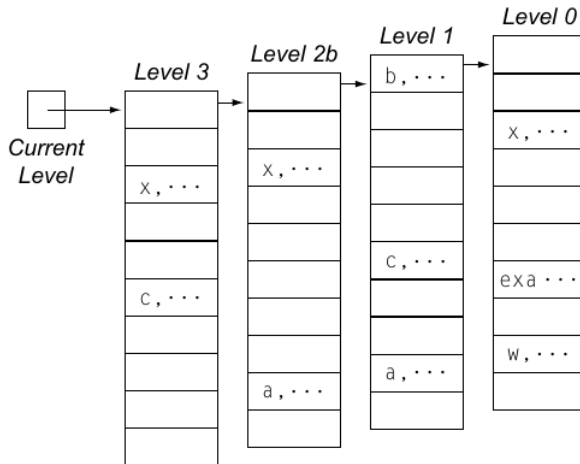 Current
Level
Level 3
x,···
c,···
Level 2b
x,···
a,···
Level 1
b,···
c,···
a,···
Level 0
x,···
exa ···
w,···